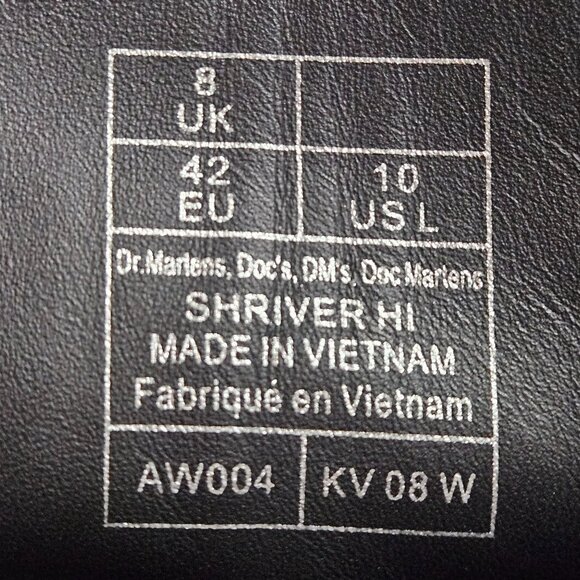 8
UK
42
EU
10
US L
Dr.Martens, Doc's, DM's, Doc Martens
SHRIVER HI
MADE IN VIETNAM
Fabriqué en Vietnam
AW004
KV 08 W